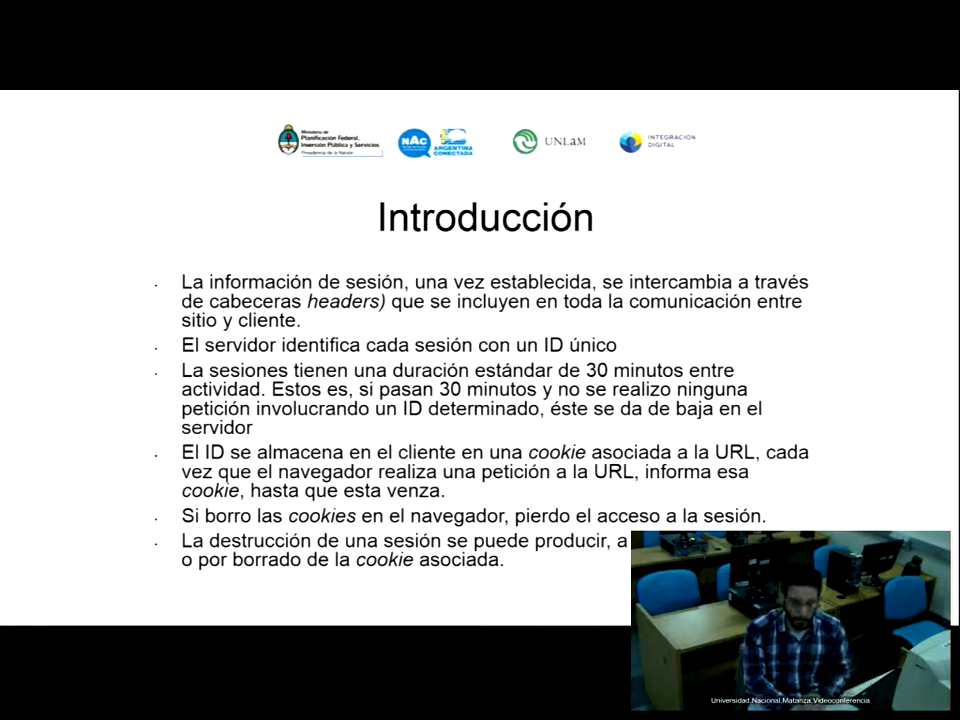 Ministerio de
Planificación Federal,
Inversión Pública y Servicios
Presidencia de la Nación
NAC
ARGENTINA
CONECTADA
UNLaM
INTEGRACIÓN
DIGITAL
Introducción
La información de sesión, una vez establecida, se intercambia a través
de cabeceras headers) que se incluyen en toda la comunicación entre
sitio y cliente.
El servidor identifica cada sesión con un ID único
La sesiones tienen una duración estándar de 30 minutos entre
actividad. Estos es, si pasan 30 minutos y no se realizo ninguna
petición involucrando un ID determinado, éste se da de baja en el
servidor
El ID se almacena en el cliente en una cookie asociada a la URL, cada
vez que el navegador realiza una petición a la URL, informa esa
cookie, hasta que esta venza.
Si borro las cookies en el navegador, pierdo el acceso a la sesión.
La destrucción de una sesión se puede producir, a
o por borrado de la cookie asociada.
Universidad.Nacional.Matanza.Videoconferencia